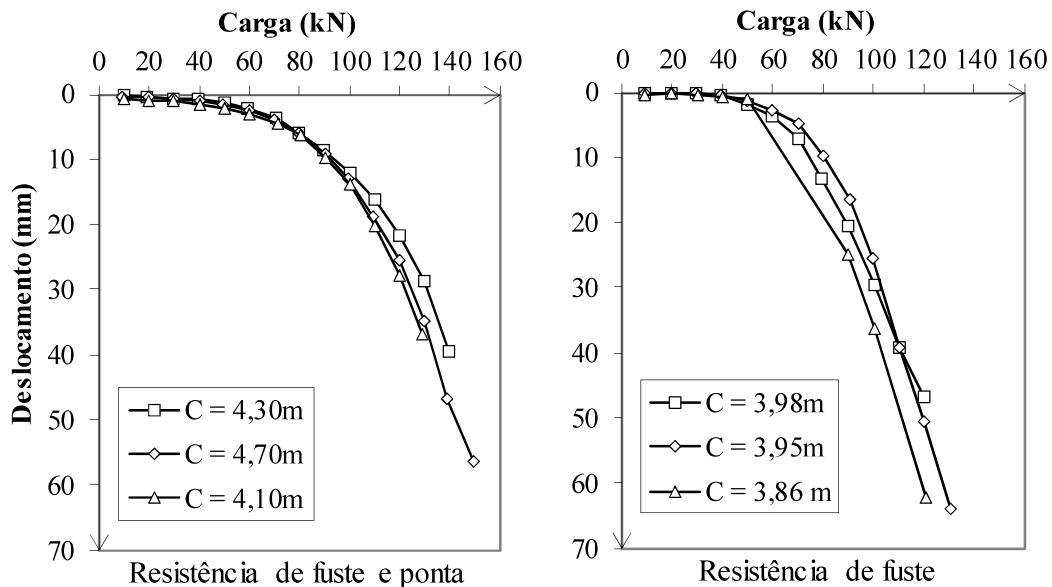 Carga (kN)
0 20 40 60 80 100 120 140 160
0
10
20
30
40
50
60
70
Deslocamento (mm)
C = 4,30m
C = 4,70m
C = 4,10m
Resistência de fuste e ponta
Carga (kN)
0 20 40 60 80 100 120 140 160
0
10
20
30
40
50
60
70
C = 3,98m
C = 3,95m
C = 3,86 m
Resistência de fuste